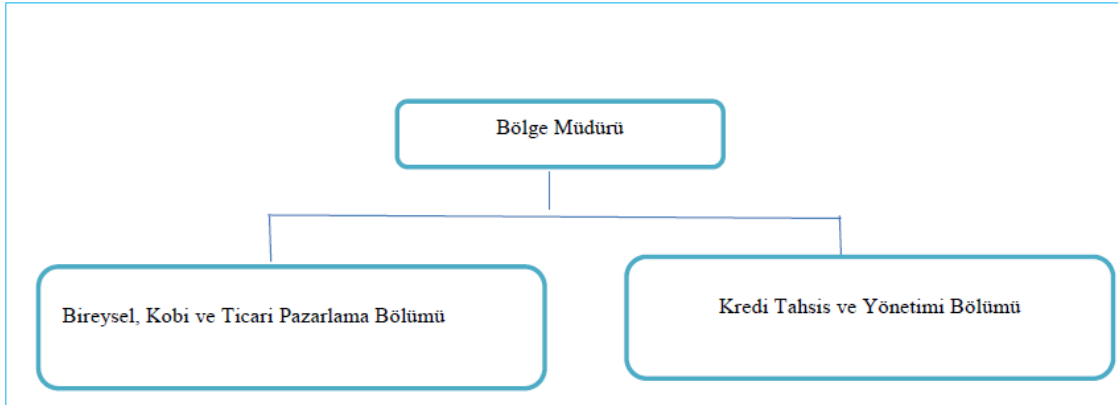 Bölge Müdürü
Bireysel, Kobi ve Ticari Pazarlama Bölümü
Kredi Tahsis ve Yönetimi Bölümü